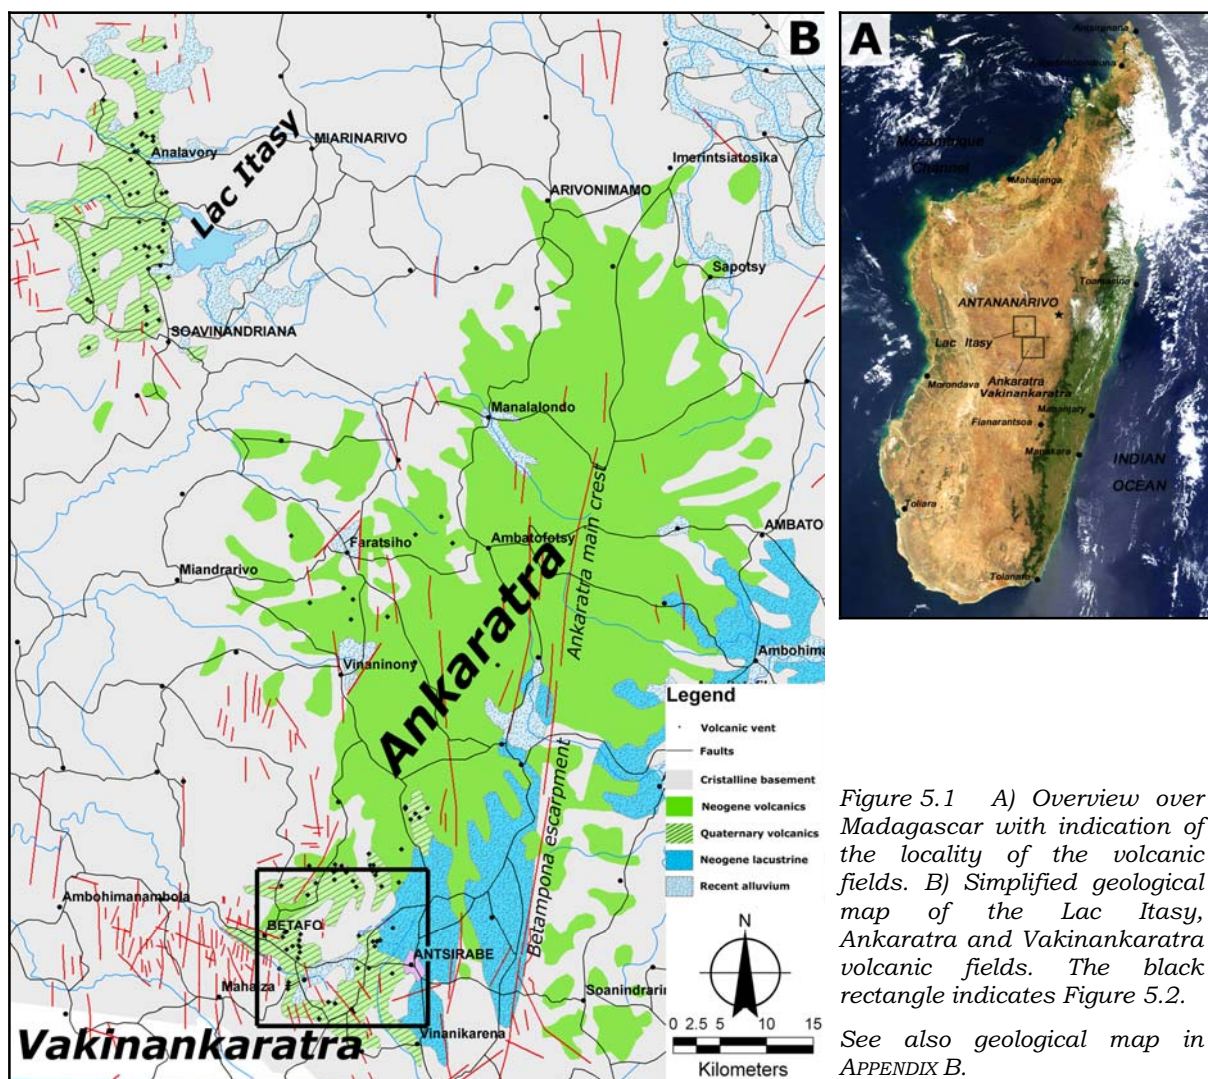 B
MIARINARIVO
Analavory
Lac Itasy
Imerintsiatosika
ARIVONIMAMO
Sapotsy
SOAVINANDRIANA
Manalalondo
AMBATO
Faratsiho
Ambatofotsy
Miandrarivo
Ankaratra
Ankaratra main crest
Vinaninony
Ambohima
Legend
Volcanic vent
Faults
Cristalline basement
Neogene volcanics
Quaternary volcanics
Neogene lacustrine
Recent alluvium
Betampona escarpment
Ambohimanambola
BETAFO
ANTSIRABE
Mahaiza
Soanindrarin
Vinanikarena
Vakinankaratra
N
0 2.5 5 10 15
Kilometers
A
Antsiranana
Mozambique
Channel
Mahajanga
Toamasina
ANTANANARIVO
Lac Itasy
Ankaratra
Vakinankaratra
Morondava
Mananjary
Fianarantsoa
Manakara
INDIAN
OCEAN
Toliara
Tolanara
Figure 5.1 A) Overview over
Madagascar with indication of
the locality of the volcanic
fields. B) Simplified geological
map of the Lac Itasy,
Ankaratra and Vakinankaratra
volcanic fields. The black
rectangle indicates Figure 5.2.
See also geological map in
APPENDIX B.